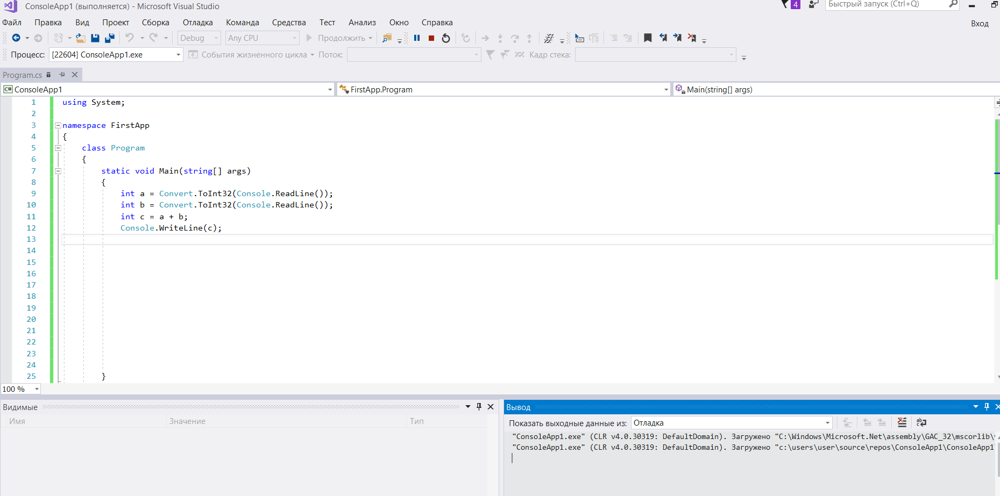 ConsoleApp1 (выполняется) - Microsoft Visual Studio
4
Быстрый запуск (Ctrl+Q)
Файл Правка Вид Проект Сборка Отладка Команда Средства Тест Анализ Окно Справка
Вход
Debug Any CPU Продолжить
Процесс: [22604] ConsoleApp1.exe События жизненного цикла Поток: Кадр стека:
Program.cs
C# ConsoleApp1 FirstApp.Program Main(string[] args)
1 using System;
2
3 namespace FirstApp
4 {
5 class Program
6 {
7 static void Main(string[] args)
8 {
9 int a = Convert.ToInt32(Console.ReadLine());
10 int b = Convert.ToInt32(Console.ReadLine());
11 int c = a + b;
12 Console.WriteLine(c);
13
14
15
16
17
18
19
20
21
22
23
24
25 }
100 %
Видимые
Имя Значение Тип
Вывод
Показать выходные данные из: Отладка
"ConsoleApp1.exe" (CLR v4.0.30319: DefaultDomain). Загружено "C:\Windows\Microsoft.Net\assembly\GAC_32\mscorlib\
"ConsoleApp1.exe" (CLR v4.0.30319: DefaultDomain). Загружено "c:\users\user\source\repos\ConsoleApp1\ConsoleApp1